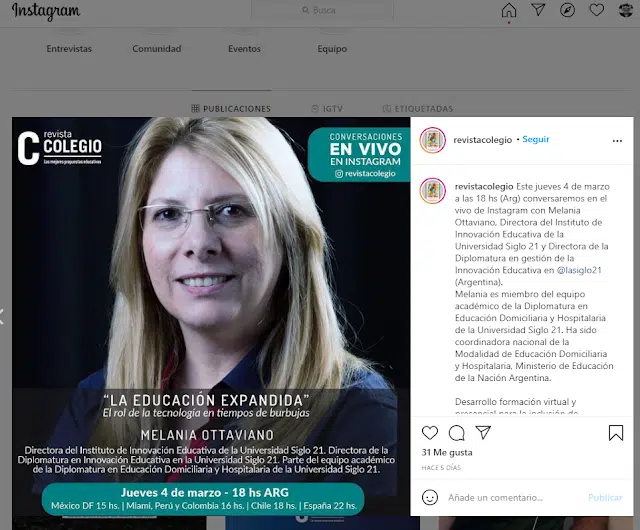 Instagram
Busca
Entrevistas
Comunidad
Eventos
Equipo
PUBLICACIONES
IGTV
ETIQUETADAS
revista
COLEGIO
Las mejores propuestas educativas
CONVERSACIONES
EN VIVO
EN INSTAGRAM
revistacolegio
“LA EDUCACIÓN EXPANDIDA”
El rol de la tecnología en tiempos de burbujas
MELANIA OTTAVIANO
Directora del Instituto de Innovación Educativa de la Universidad Siglo 21. Directora de la
Diplomatura en Innovación Educativa en la Universidad Siglo 21. Parte del equipo académico
de la Diplomatura en Educación Domiciliaria y Hospitalaria de la Universidad Siglo 21.
Jueves 4 de marzo - 18 hs ARG
México DF 15 hs. | Miami, Perú y Colombia 16 hs. | Chile 18 hs. | España 22 hs.
revistacolegio • Seguir
revistacolegio Este jueves 4 de marzo
a las 18 hs (Arg) conversaremos en el
vivo de Instagram con Melania
Ottaviano, Directora del Instituto de
Innovación Educativa de la
Universidad Siglo 21 y Directora de la
Diplomatura en gestión de la
Innovación Educativa en @lasiglo21
(Argentina).
Melania es miembro del equipo
académico de la Diplomatura en
Educación Domiciliaria y Hospitalaria
de la Universidad Siglo 21. Ha sido
coordinadora nacional de la
Modalidad de Educación Domiciliaria
y Hospitalaria, Ministerio de Educación
de la Nación Argentina.
Desarrollo formación virtual y
presencial para la inclusión de
31 Me gusta
HACE 5 DÍAS
Añade un comentario...
Publicar